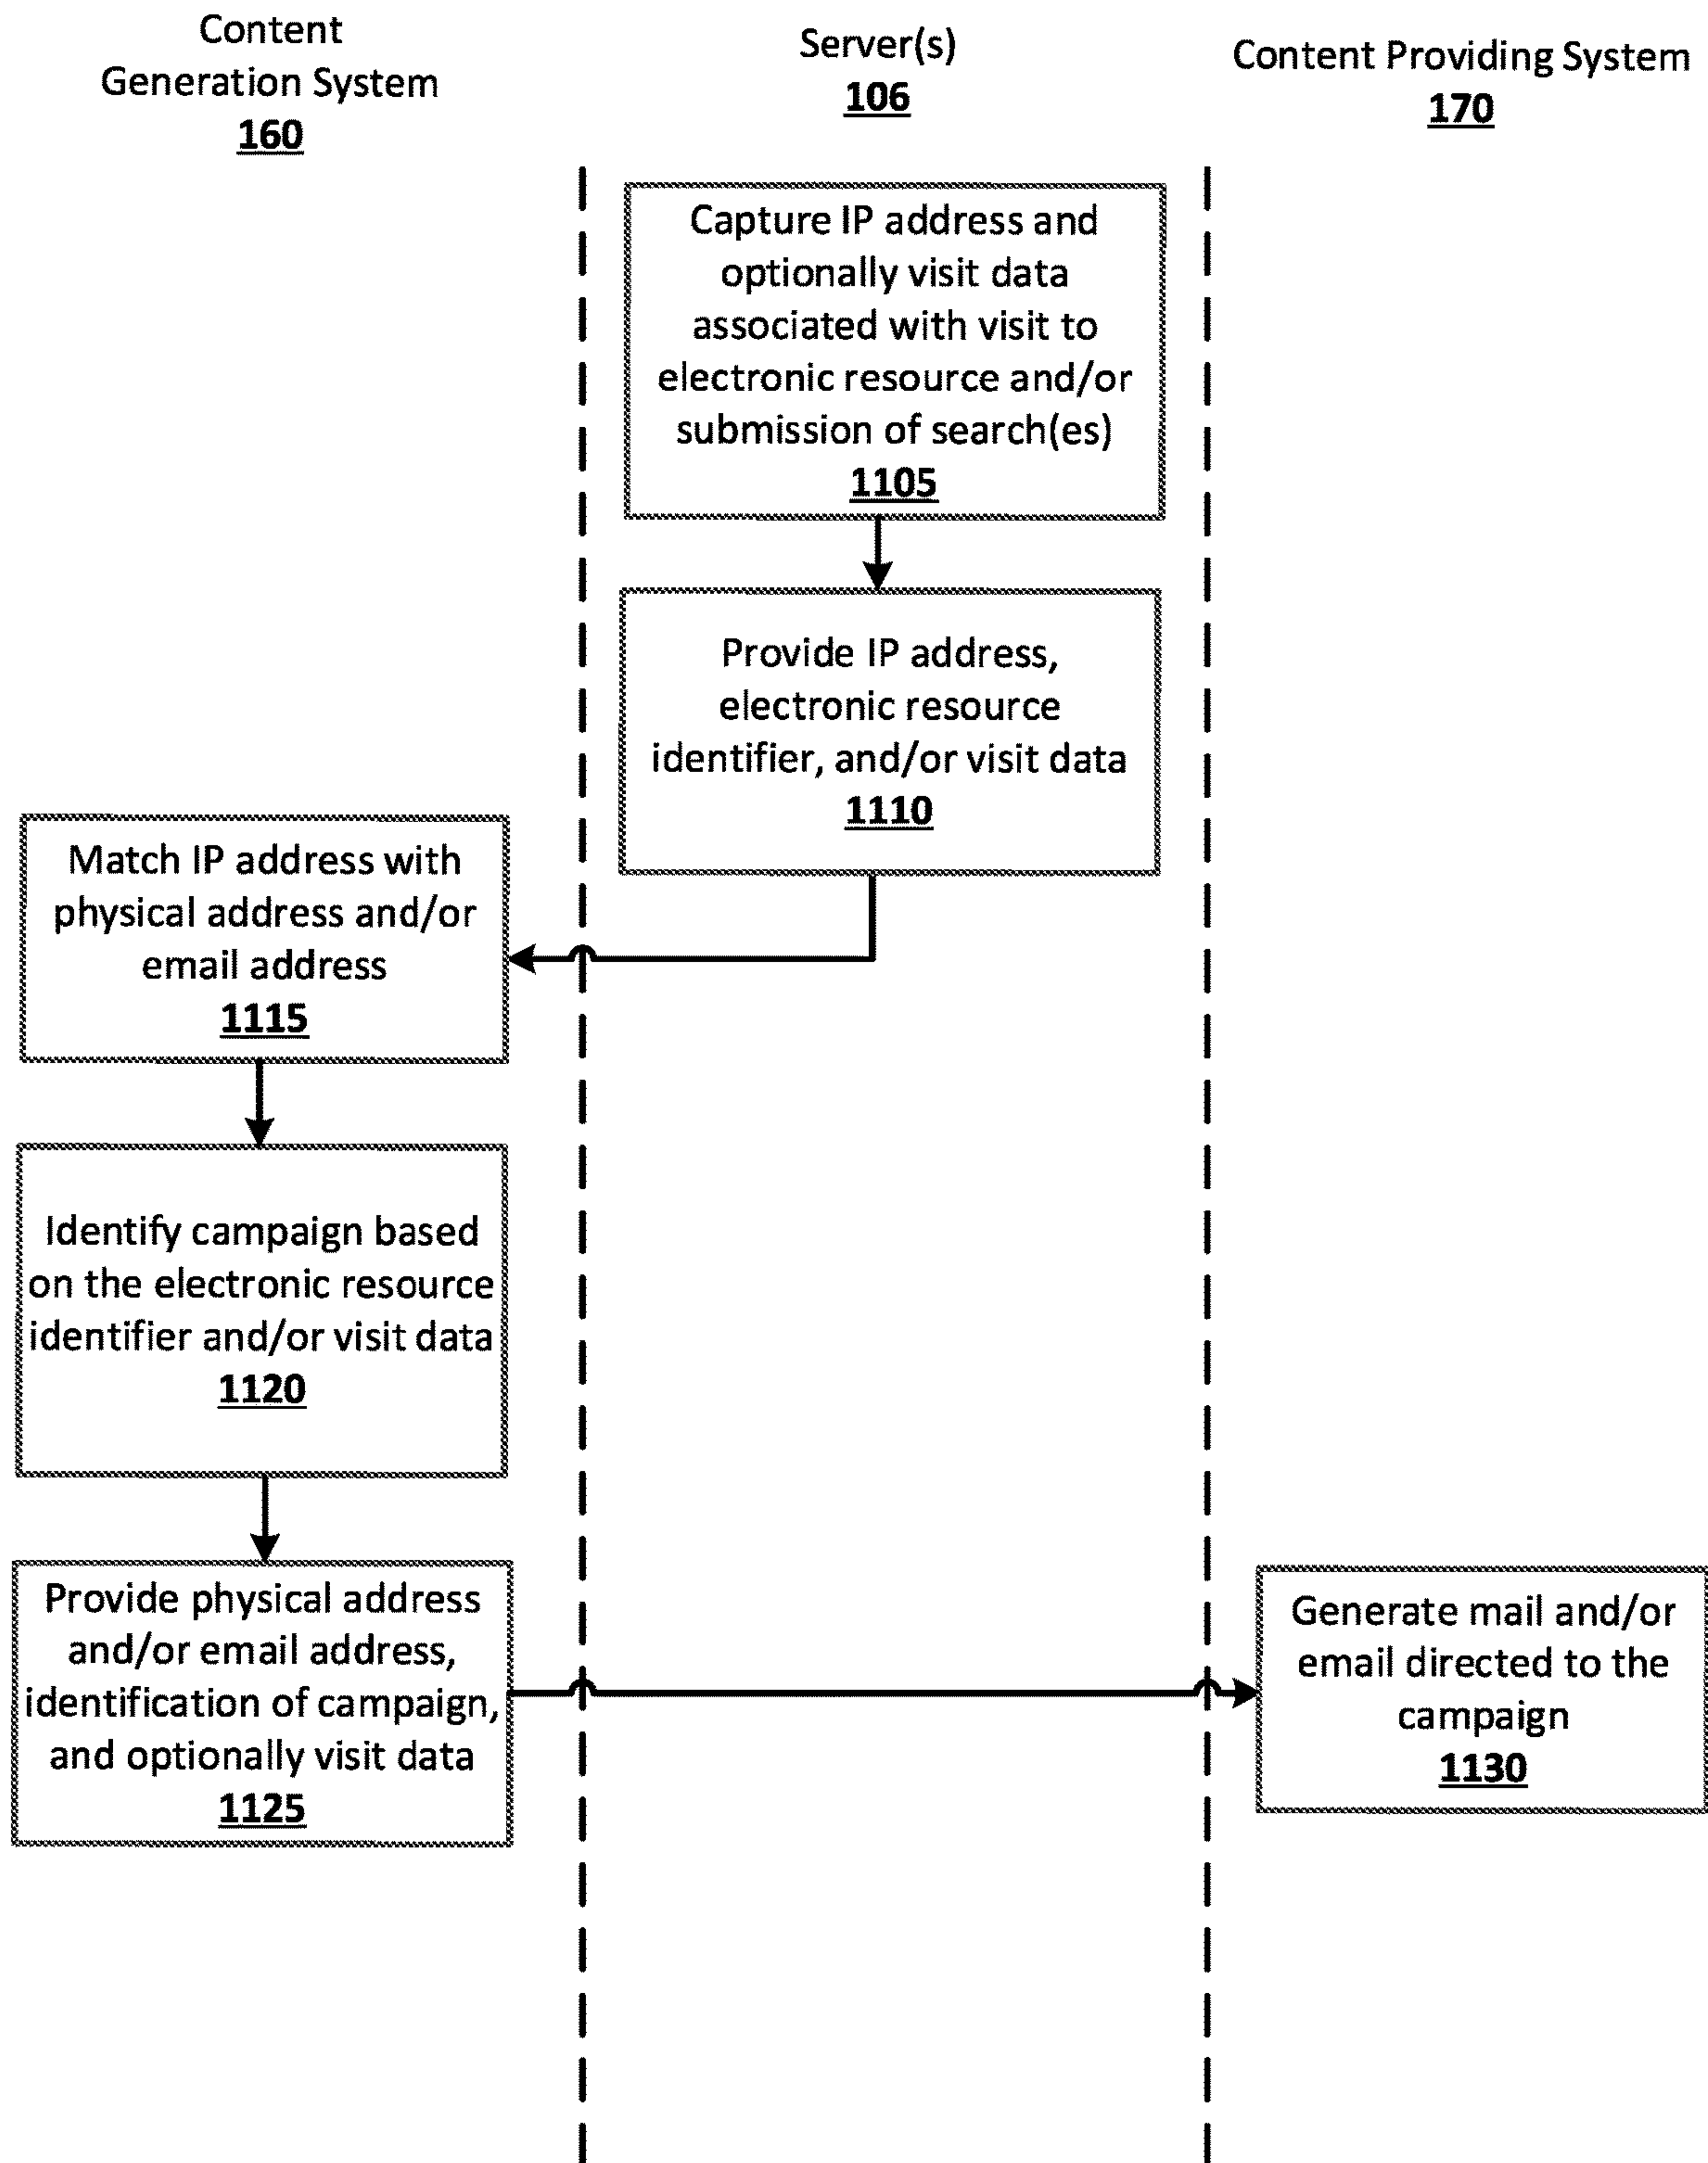 Content
Generation System
160
Server(s)
106
Content Providing System
170
Capture IP address and
optionally visit data
associated with visit to
electronic resource and/or
submission of search(es)
1105
Provide IP address,
electronic resource
identifier, and/or visit data
1110
Match IP address with
physical address and/or
email address
1115
Identify campaign based
on the electronic resource
identifier and/or visit data
1120
Provide physical address
and/or email address,
identification of campaign,
and optionally visit data
1125
Generate mail and/or
email directed to the
campaign
1130